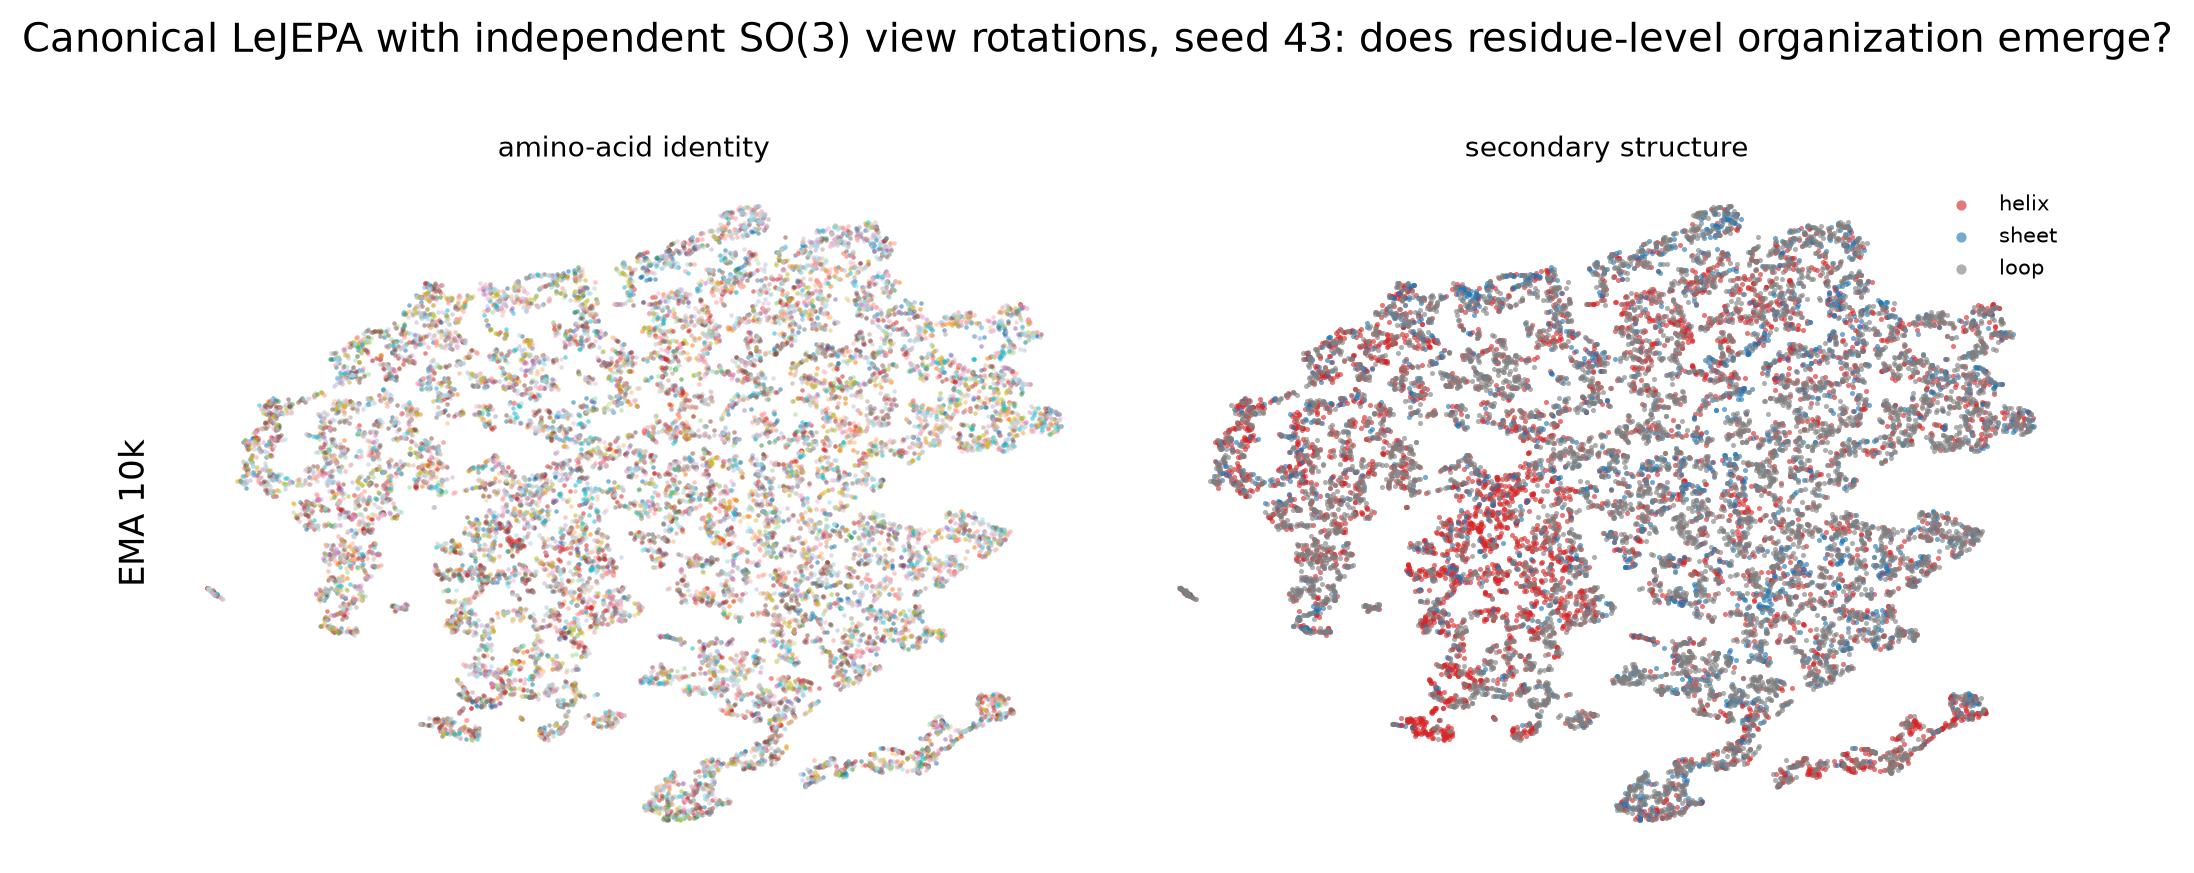 Canonical LeJEPA with independent SO(3) view rotations, seed 43: does residue-level organization emerge?
amino-acid identity
secondary structure
helix
sheet
loop
EMA 10k